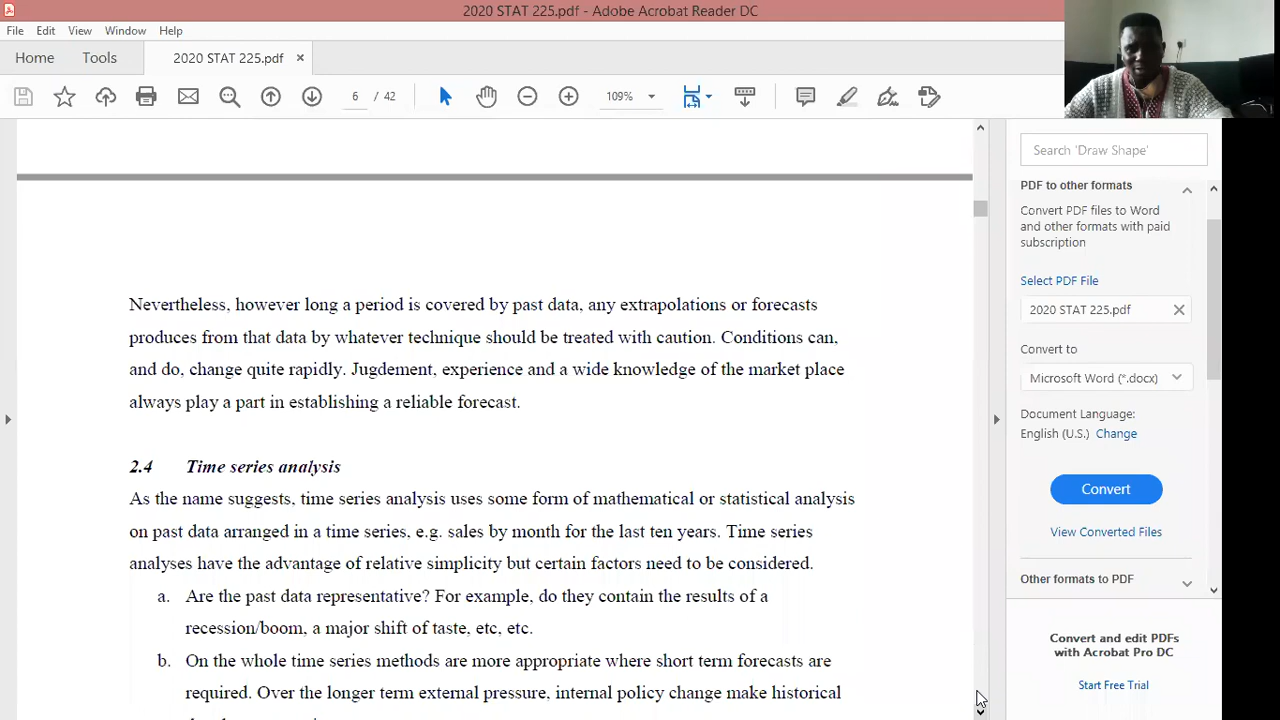 2020 STAT 225.pdf - Adobe Acrobat Reader DC
File Edit View Window Help
Home Tools 2020 STAT 225.pdf ×
6 / 42 109%
Nevertheless, however long a period is covered by past data, any extrapolations or forecasts
produces from that data by whatever technique should be treated with caution. Conditions can,
and do, change quite rapidly. Jugdement, experience and a wide knowledge of the market place
always play a part in establishing a reliable forecast.
2.4 Time series analysis
As the name suggests, time series analysis uses some form of mathematical or statistical analysis
on past data arranged in a time series, e.g. sales by month for the last ten years. Time series
analyses have the advantage of relative simplicity but certain factors need to be considered.
a. Are the past data representative? For example, do they contain the results of a
recession/boom, a major shift of taste, etc, etc.
b. On the whole time series methods are more appropriate where short term forecasts are
required. Over the longer term external pressure, internal policy change make historical
Search 'Draw Shape'
PDF to other formats
Convert PDF files to Word
and other formats with paid
subscription
Select PDF File
2020 STAT 225.pdf
Convert to
Microsoft Word (*.docx)
Document Language:
English (U.S.) Change
Convert
View Converted Files
Other formats to PDF
Convert and edit PDFs
with Acrobat Pro DC
Start Free Trial